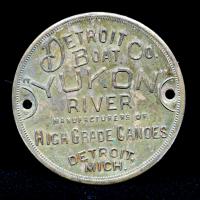 DETROIT
BOAT CO.
YUKON
RIVER
MANUFACTURERS OF
HIGH GRADE CANOES
DETROIT,
MICH.